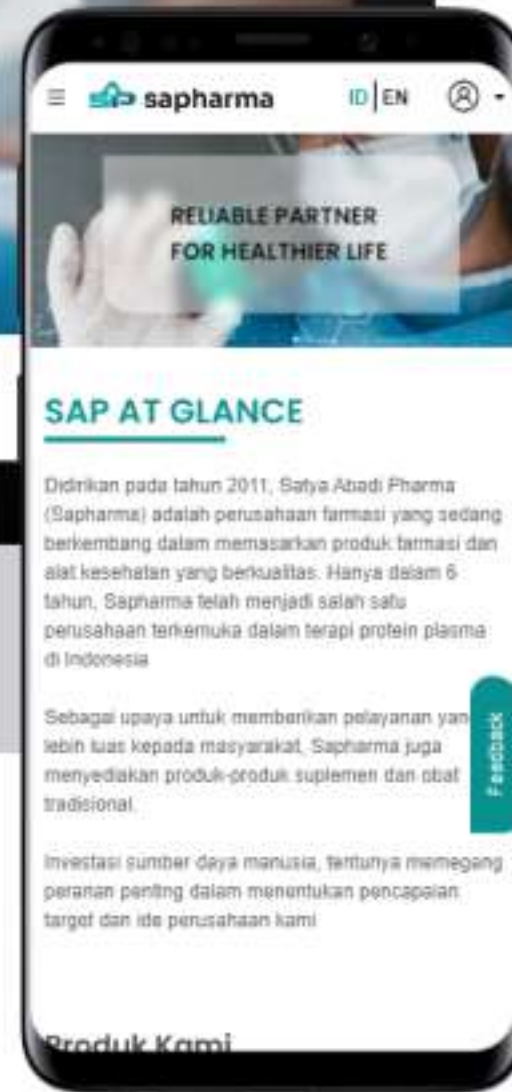 sapharma
ID|EN
RELIABLE PARTNER
FOR HEALTHIER LIFE
SAP AT GLANCE
Didirikan pada tahun 2011, Satya Abadi Pharma
(Sapharma) adalah perusahaan farmasi yang sedang
berkembang dalam memasarkan produk farmasi dan
alat kesehatan yang berkualitas. Hanya dalam 6
tahun, Sapharma telah menjadi salah satu
perusahaan terkemuka dalam terapi protein plasma
di Indonesia
Sebagai upaya untuk memberikan pelayanan yan
lebih luas kepada masyarakat, Sapharma juga
menyediakan produk-produk suplemen dan obat
tradisional.
Feedback
Investasi sumber daya manusia, tentunya memegang
peranan penting dalam menentukan pencapaian
target dan ide perusahaan kami
Produk Kami